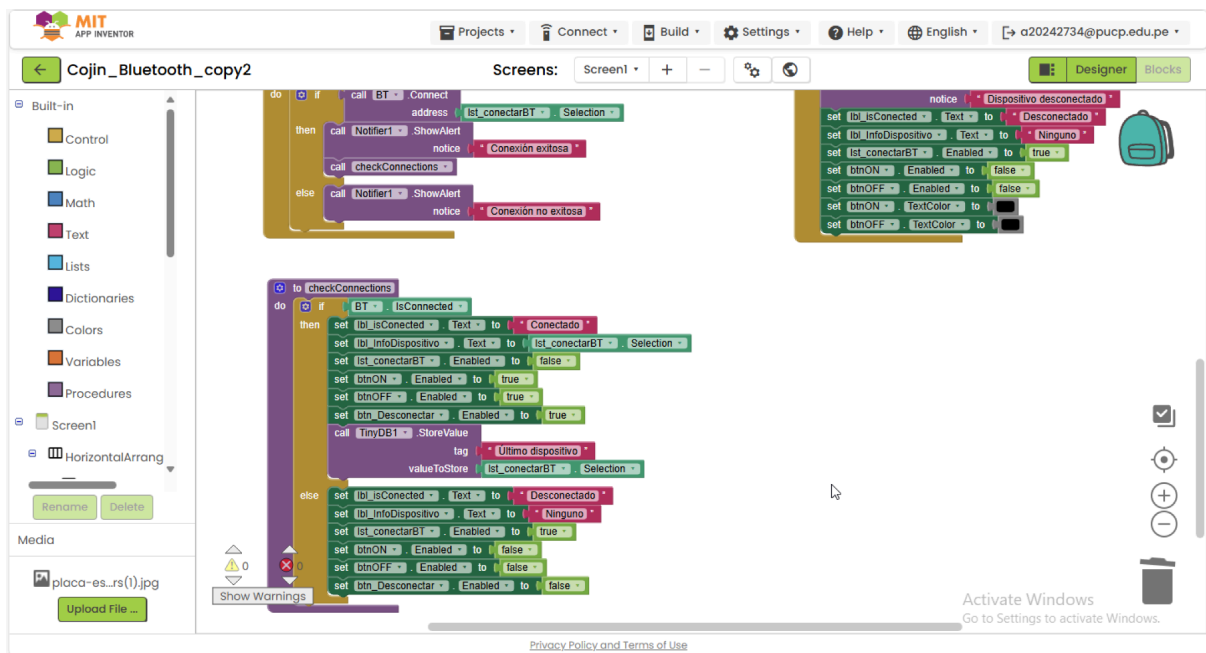 MIT
APP INVENTOR
Projects
Connect
Build
Settings
Help
English
a20242734@pucp.edu.pe
Cojin_Bluetooth_copy2
Screens:
Screen1
Designer
Blocks
Built-in
Control
Logic
Math
Text
Lists
Dictionaries
Colors
Variables
Procedures
Screen1
HorizontalArrang
Rename
Delete
Media
placa-es...rs(1).jpg
Upload File ...
do if call BT .Connect
address lst_conectarBT . Selection
then call Notifier1 .ShowAlert
notice " Conexión exitosa "
call checkConnections
else call Notifier1 .ShowAlert
notice " Conexión no exitosa "
notice " Dispositivo desconectado "
set lbl_isConected . Text to " Desconectado "
set lbl_InfoDispositivo . Text to " Ninguno "
set lst_conectarBT . Enabled to true
set btnON . Enabled to false
set btnOFF . Enabled to false
set btnON . TextColor to
set btnOFF . TextColor to
to checkConnections
do if BT . IsConnected
then set lbl_isConected . Text to " Conectado "
set lbl_InfoDispositivo . Text to lst_conectarBT . Selection
set lst_conectarBT . Enabled to false
set btnON . Enabled to true
set btnOFF . Enabled to true
set btn_Desconectar . Enabled to true
call TinyDB1 .StoreValue
tag " Último dispositivo "
valueToStore lst_conectarBT . Selection
else set lbl_isConected . Text to " Desconectado "
set lbl_InfoDispositivo . Text to " Ninguno "
set lst_conectarBT . Enabled to true
set btnON . Enabled to false
set btnOFF . Enabled to false
set btn_Desconectar . Enabled to false
0
0
Show Warnings
Activate Windows
Go to Settings to activate Windows.
Privacy Policy and Terms of Use